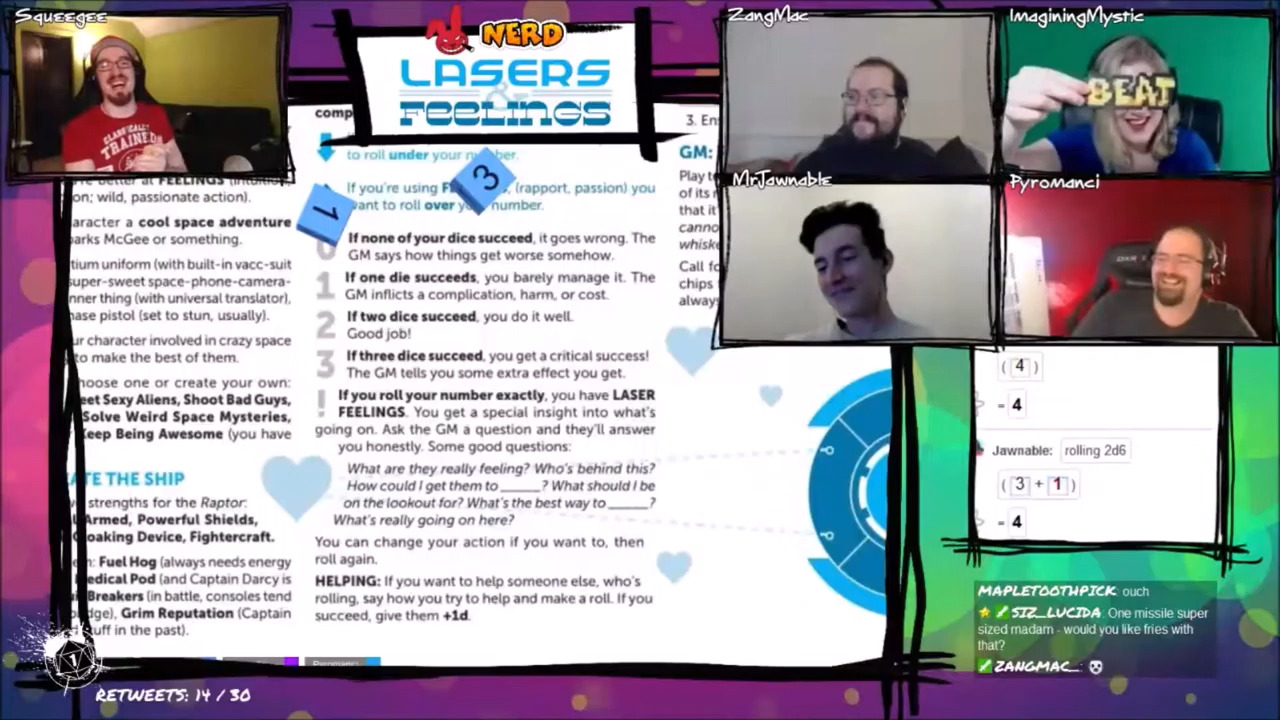 Squeegee
CLASSICALLY
TRAINED
NERD
LASERS
&
FEELINGS
ZangMac
ImaginingMystic
BEAT
MrJawnable
Pyromanci
DXR
comp
to roll under your number.
If you're using F , (rapport, passion) you
want to roll over your number.
3
1
0 If none of your dice succeed, it goes wrong. The
GM says how things get worse somehow.
1 If one die succeeds, you barely manage it. The
GM inflicts a complication, harm, or cost.
2 If two dice succeed, you do it well.
Good job!
3 If three dice succeed, you get a critical success!
The GM tells you some extra effect you get.
! If you roll your number exactly, you have LASER
FEELINGS. You get a special insight into what's
going on. Ask the GM a question and they'll answer
you honestly. Some good questions:
What are they really feeling? Who's behind this?
How could I get them to _____? What should I be
on the lookout for? What's the best way to _____?
What's really going on here?
You can change your action if you want to, then
roll again.
HELPING: If you want to help someone else, who's
rolling, say how you try to help and make a roll. If you
succeed, give them +1d.
're better at FEELINGS (intuition,
on; wild, passionate action).
aracter a cool space adventure
arks McGee or something.
tium uniform (with built-in vacc-suit
super-sweet space-phone-camera-
nner thing (with universal translator),
hase pistol (set to stun, usually).
ur character involved in crazy space
to make the best of them.
hoose one or create your own:
eet Sexy Aliens, Shoot Bad Guys,
Solve Weird Space Mysteries,
Keep Being Awesome (you have
ATE THE SHIP
strengths for the Raptor:
Armed, Powerful Shields,
Cloaking Device, Fightercraft.
m: Fuel Hog (always needs energy
Medical Pod (and Captain Darcy is
Breakers (in battle, consoles tend
dge), Grim Reputation (Captain
stuff in the past).
3. En
GM:
Play t
of its r
that it
canno
whiske
Call fo
chips
always
( 4 )
= 4
Jawnable: rolling 2d6
( 3 + 1 )
= 4
MAPLETOOTHPICK ouch
SIZ_LUCIDA: One missile super
sized madam - would you like fries with
that?
ZANGMAC_:
Pyromanci
1
RETWEETS: 14 / 30